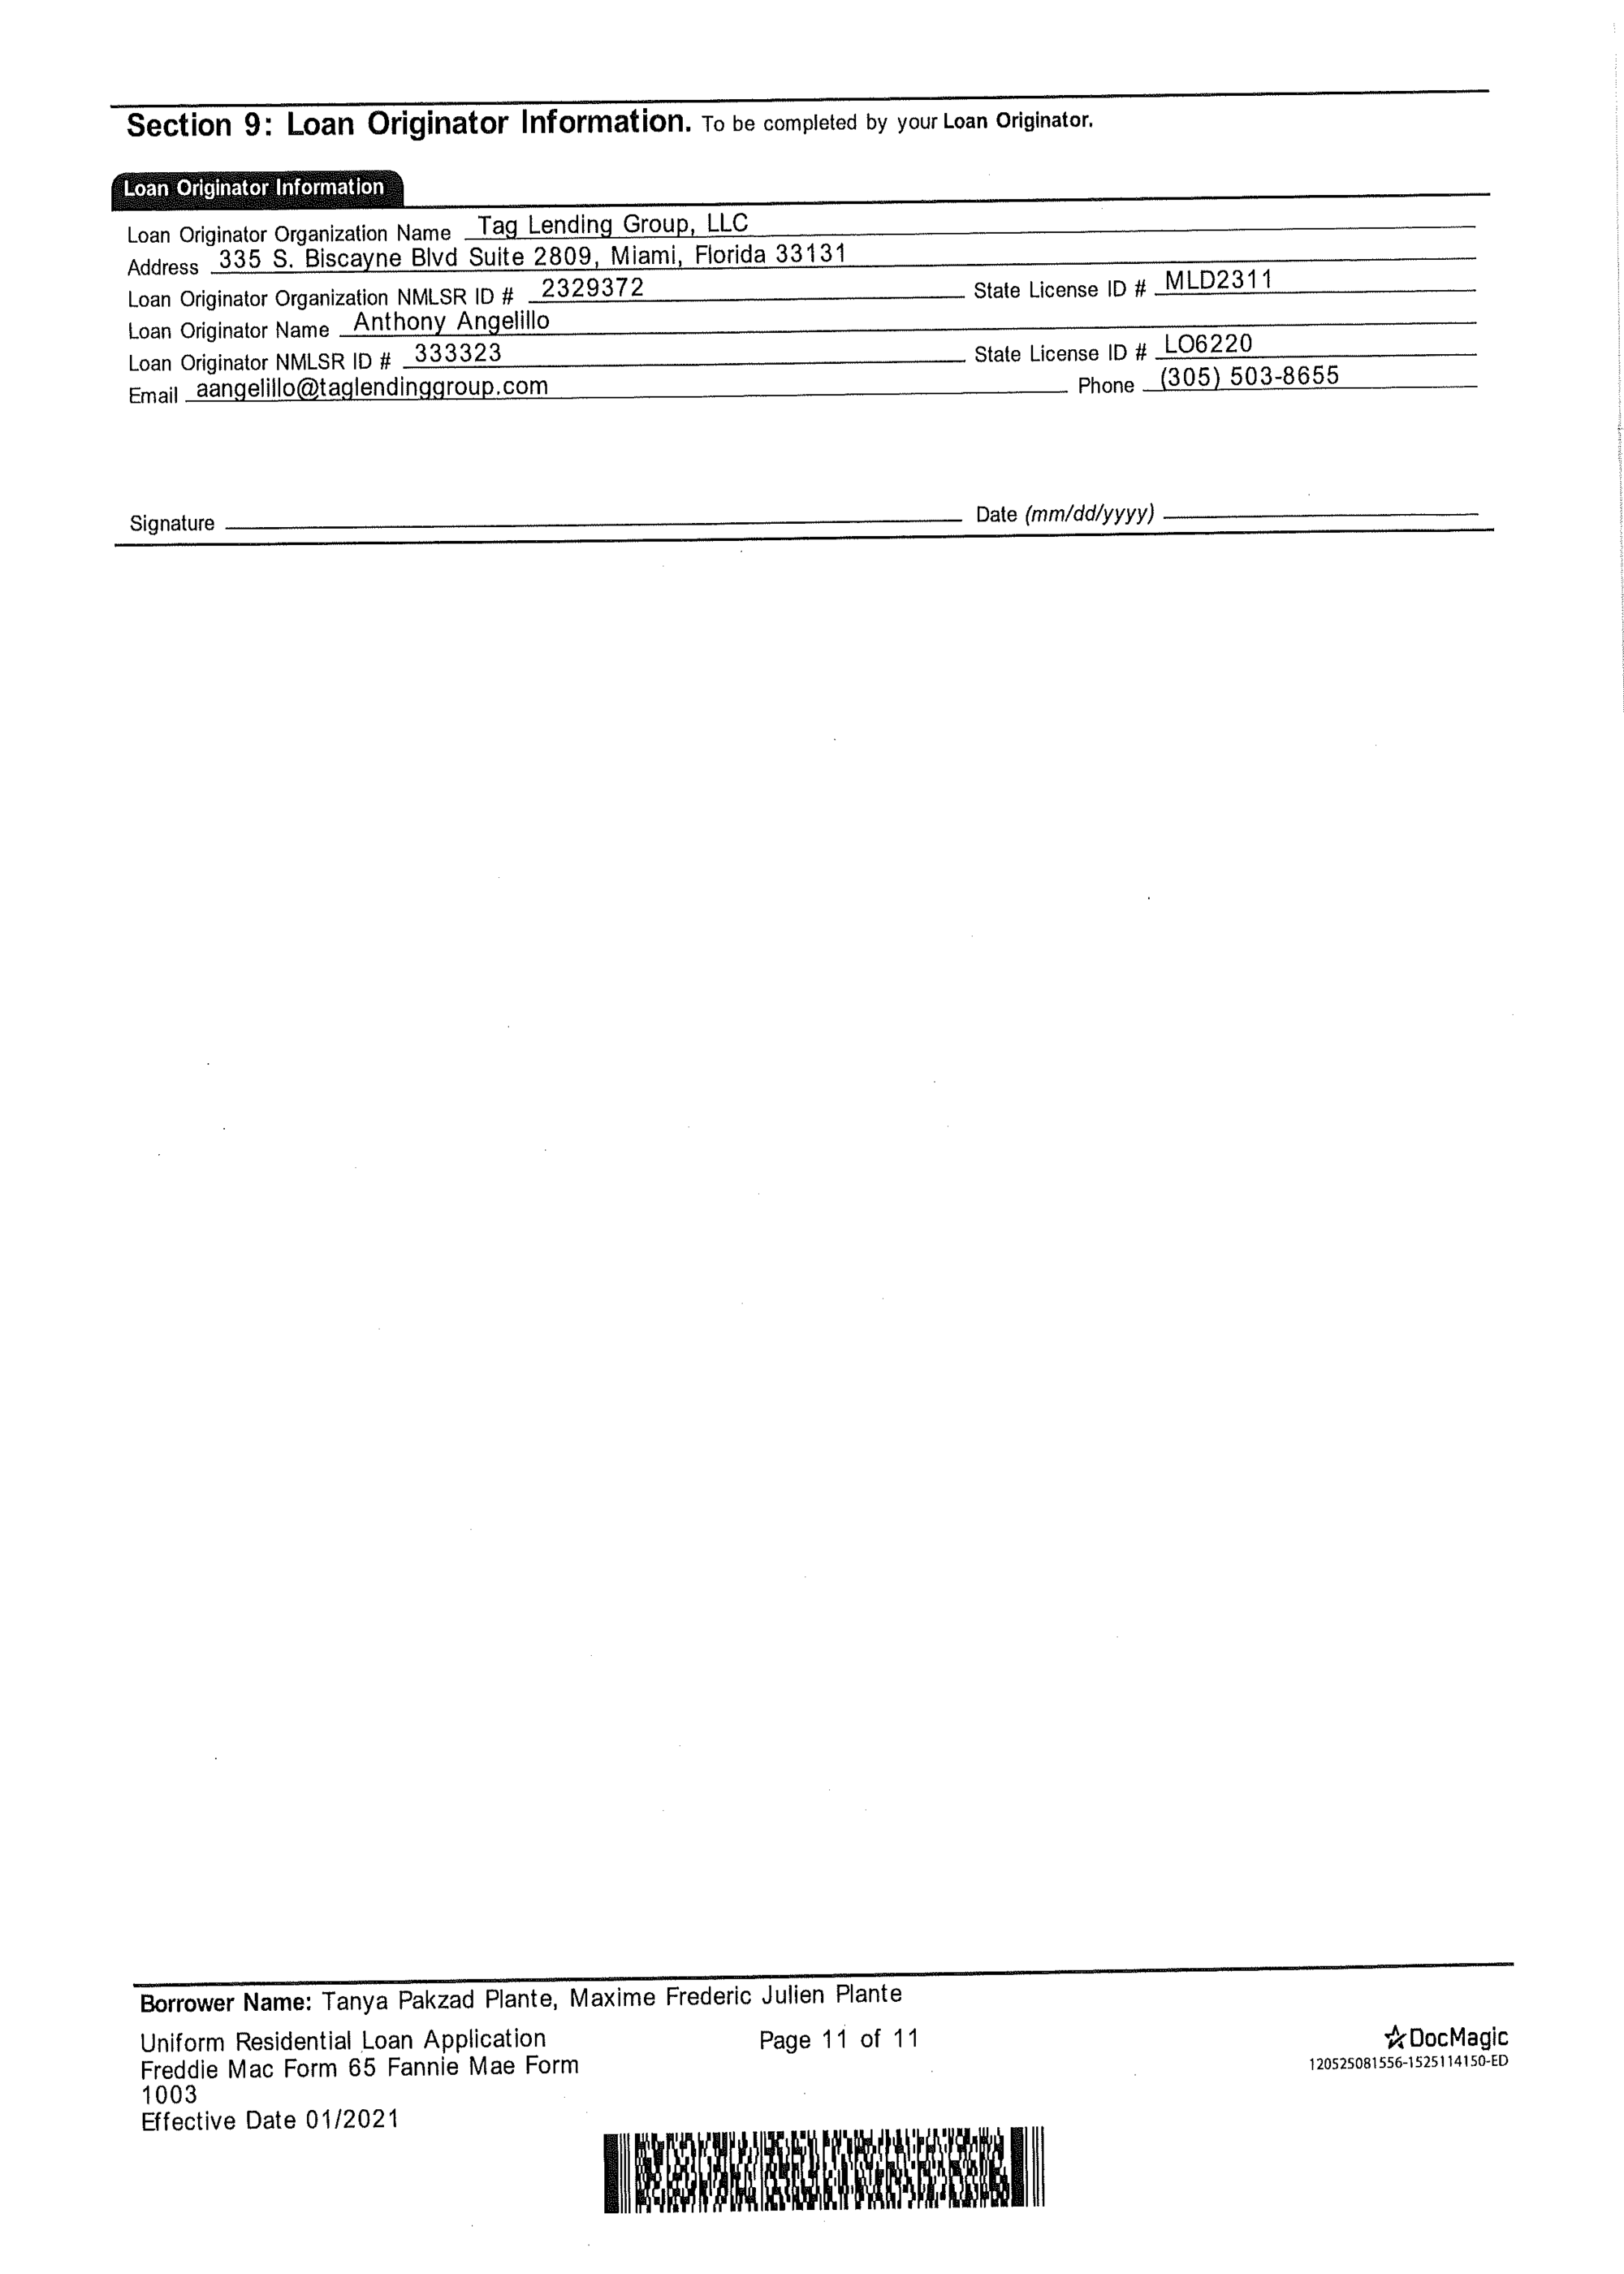 Section 9: Loan Originator Information. To be completed by your Loan Originator.
Loan Originator Information
Loan Originator Organization Name Tag Lending Group, LLC
Address 335 S. Biscayne Blvd Suite 2809, Miami, Florida 33131
Loan Originator Organization NMLSR ID # 2329372 State License ID # MLD2311
Loan Originator Name Anthony Angelillo
Loan Originator NMLSR ID # 333323 State License ID # LO6220
Email aangelillo@taglendinggroup.com Phone (305) 503-8655
Signature Date (mm/dd/yyyy)
Borrower Name: Tanya Pakzad Plante, Maxime Frederic Julien Plante
Uniform Residential Loan Application Page 11 of 11 DocMagic
Freddie Mac Form 65 Fannie Mae Form 120525081556-1525114150-ED
1003
Effective Date 01/2021